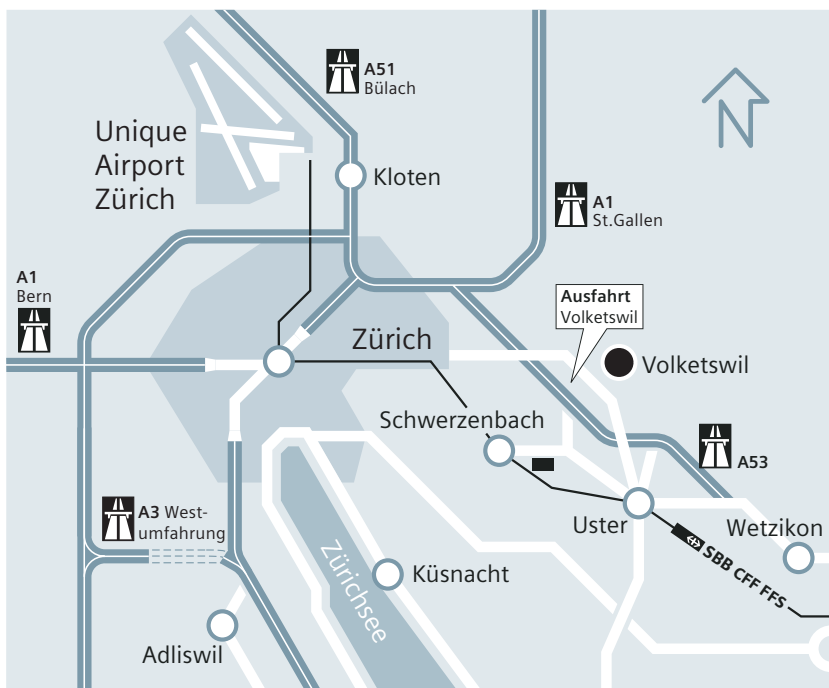 A51
Bülach
Unique
Airport
Zürich
N
Kloten
A1
St.Gallen
A1
Bern
Ausfahrt
Volketswil
Zürich
Volketswil
Schwerzenbach
A53
A3 West-
umfahrung
Uster
Wetzikon
SBB CFF FFS
Zürichsee
Küsnacht
Adliswil